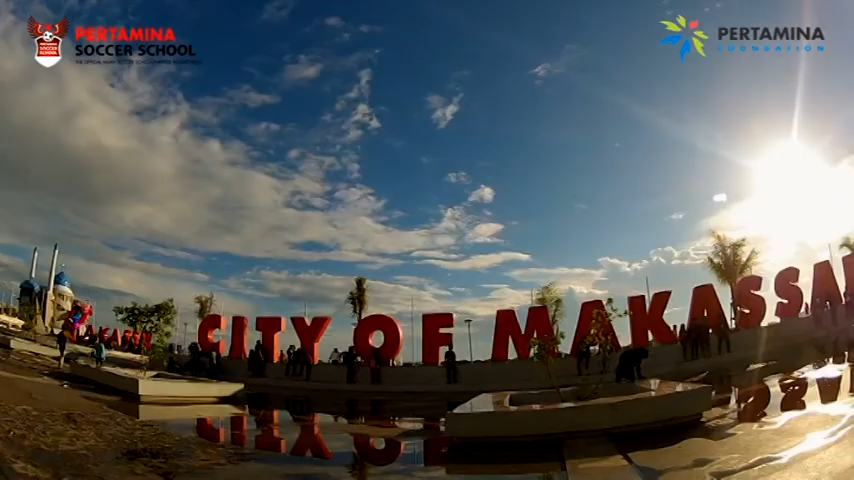 PERTAMINA
SOCCER SCHOOL
PERTAMINA
FOUNDATION
CITY OF MAKASSAR